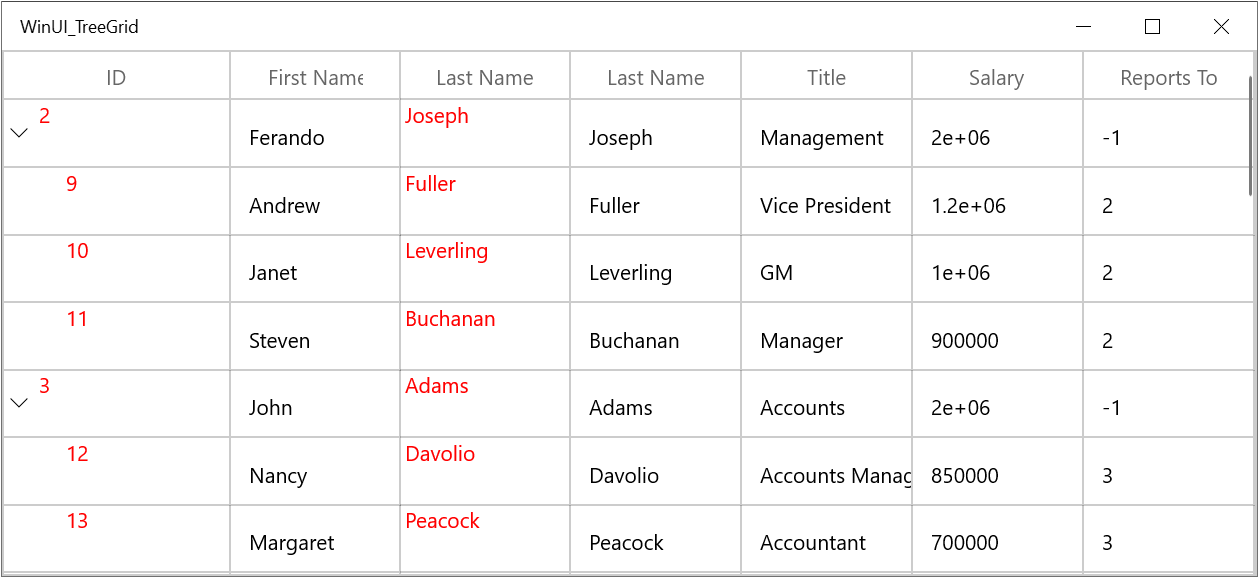 WinUI_TreeGrid
ID First Name Last Name Last Name Title Salary Reports To
2 Ferando Joseph Joseph Management 2e+06 -1
9 Andrew Fuller Fuller Vice President 1.2e+06 2
10 Janet Leverling Leverling GM 1e+06 2
11 Steven Buchanan Buchanan Manager 900000 2
3 John Adams Adams Accounts 2e+06 -1
12 Nancy Davolio Davolio Accounts Manag 850000 3
13 Margaret Peacock Peacock Accountant 700000 3